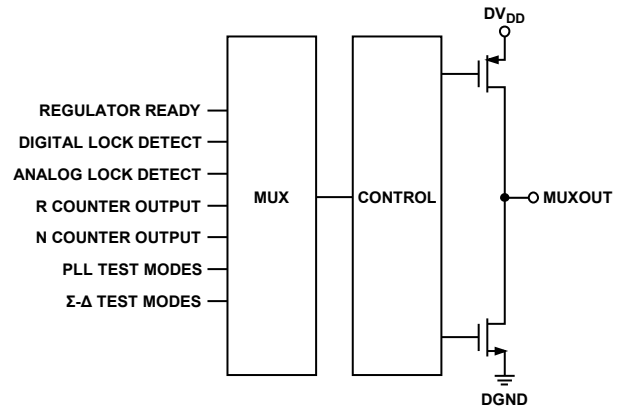 DVDD
REGULATOR READY
DIGITAL LOCK DETECT
ANALOG LOCK DETECT
R COUNTER OUTPUT
N COUNTER OUTPUT
PLL TEST MODES
Σ-Δ TEST MODES
MUX
CONTROL
MUXOUT
DGND